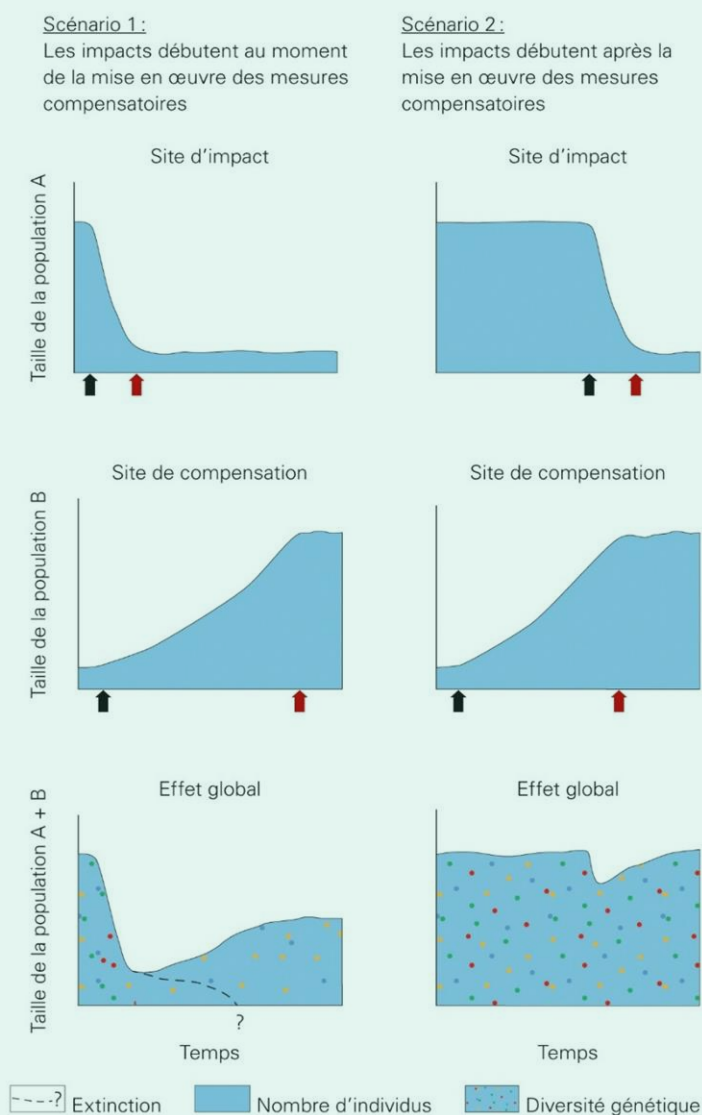 Scénario 1 :
Les impacts débutent au moment
de la mise en œuvre des mesures
compensatoires
Scénario 2 :
Les impacts débutent après la
mise en œuvre des mesures
compensatoires
Site d'impact
Taille de la population A
Site d'impact
Site de compensation
Taille de la population B
Site de compensation
Effet global
Taille de la population A + B
?
Temps
Effet global
Temps
? Extinction
Nombre d'individus
Diversité génétique